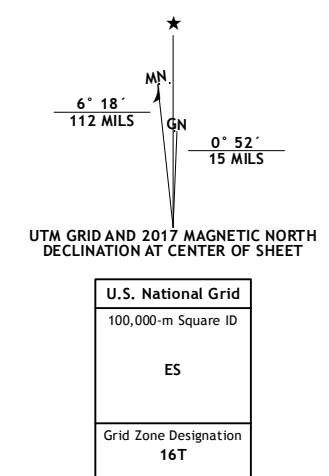 MN.
6° 18´
112 MILS
GN
0° 52´
15 MILS
UTM GRID AND 2017 MAGNETIC NORTH
DECLINATION AT CENTER OF SHEET
U.S. National Grid
100,000-m Square ID
ES
Grid Zone Designation
16T